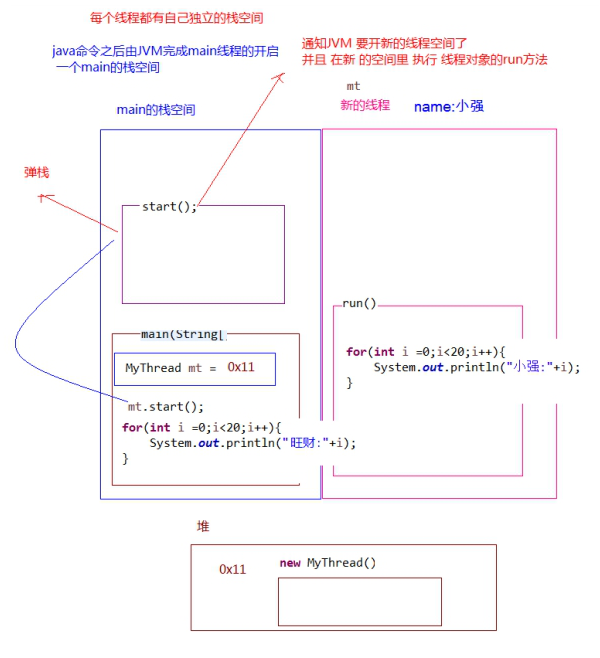 每个线程都有自己独立的栈空间
java命令之后由JVM完成main线程的开启
一个main的栈空间
通知JVM 要开新的线程空间了
并且 在新 的空间里 执行 线程对象的run方法
mt
新的线程 name:小强
main的栈空间
弹栈
start();
run()
for(int i =0;i<20;i++){
System.out.println("小强:"+i);
}
main(String[
MyThread mt = 0x11
mt.start();
for(int i =0;i<20;i++){
System.out.println("旺财:"+i);
}
堆
0x11 new MyThread()